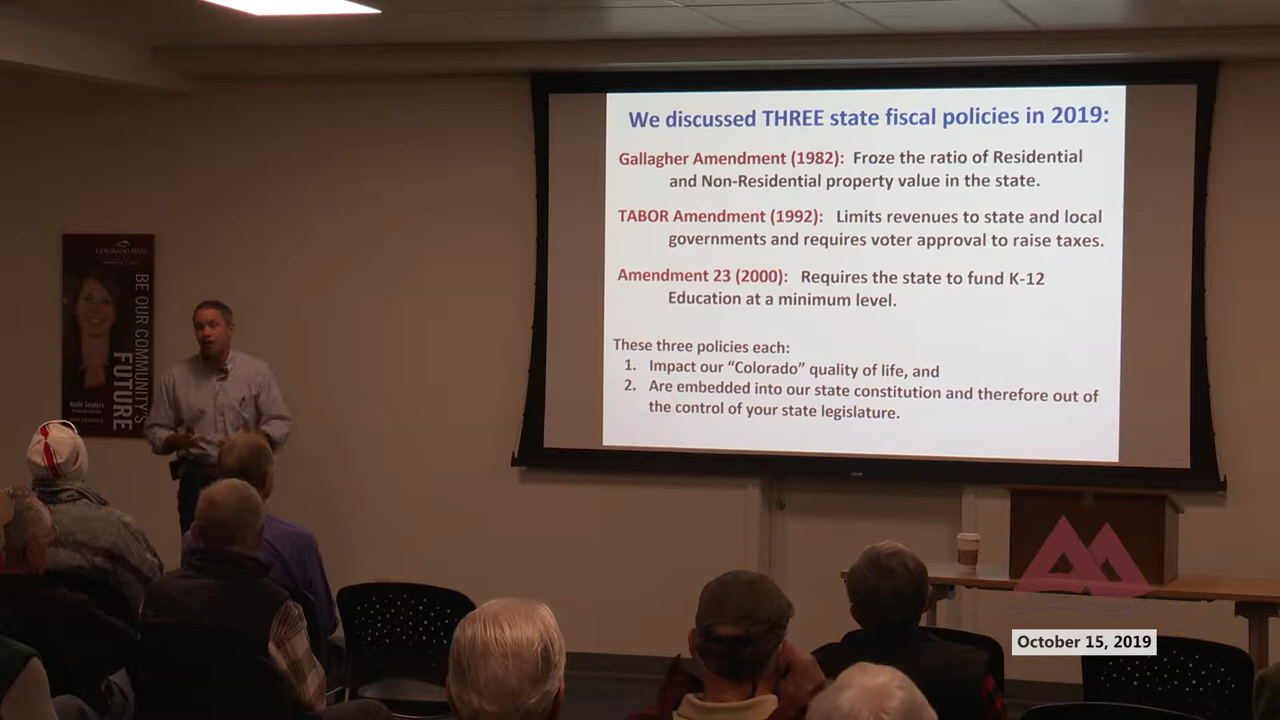 We discussed THREE state fiscal policies in 2019:
Gallagher Amendment (1982): Froze the ratio of Residential
and Non-Residential property value in the state.
TABOR Amendment (1992): Limits revenues to state and local
governments and requires voter approval to raise taxes.
Amendment 23 (2000): Requires the state to fund K-12
Education at a minimum level.
These three policies each:
1. Impact our “Colorado” quality of life, and
2. Are embedded into our state constitution and therefore out of
the control of your state legislature.
COLORADO MESA
BE OUR COMMUNITY'S
FUTURE
October 15, 2019